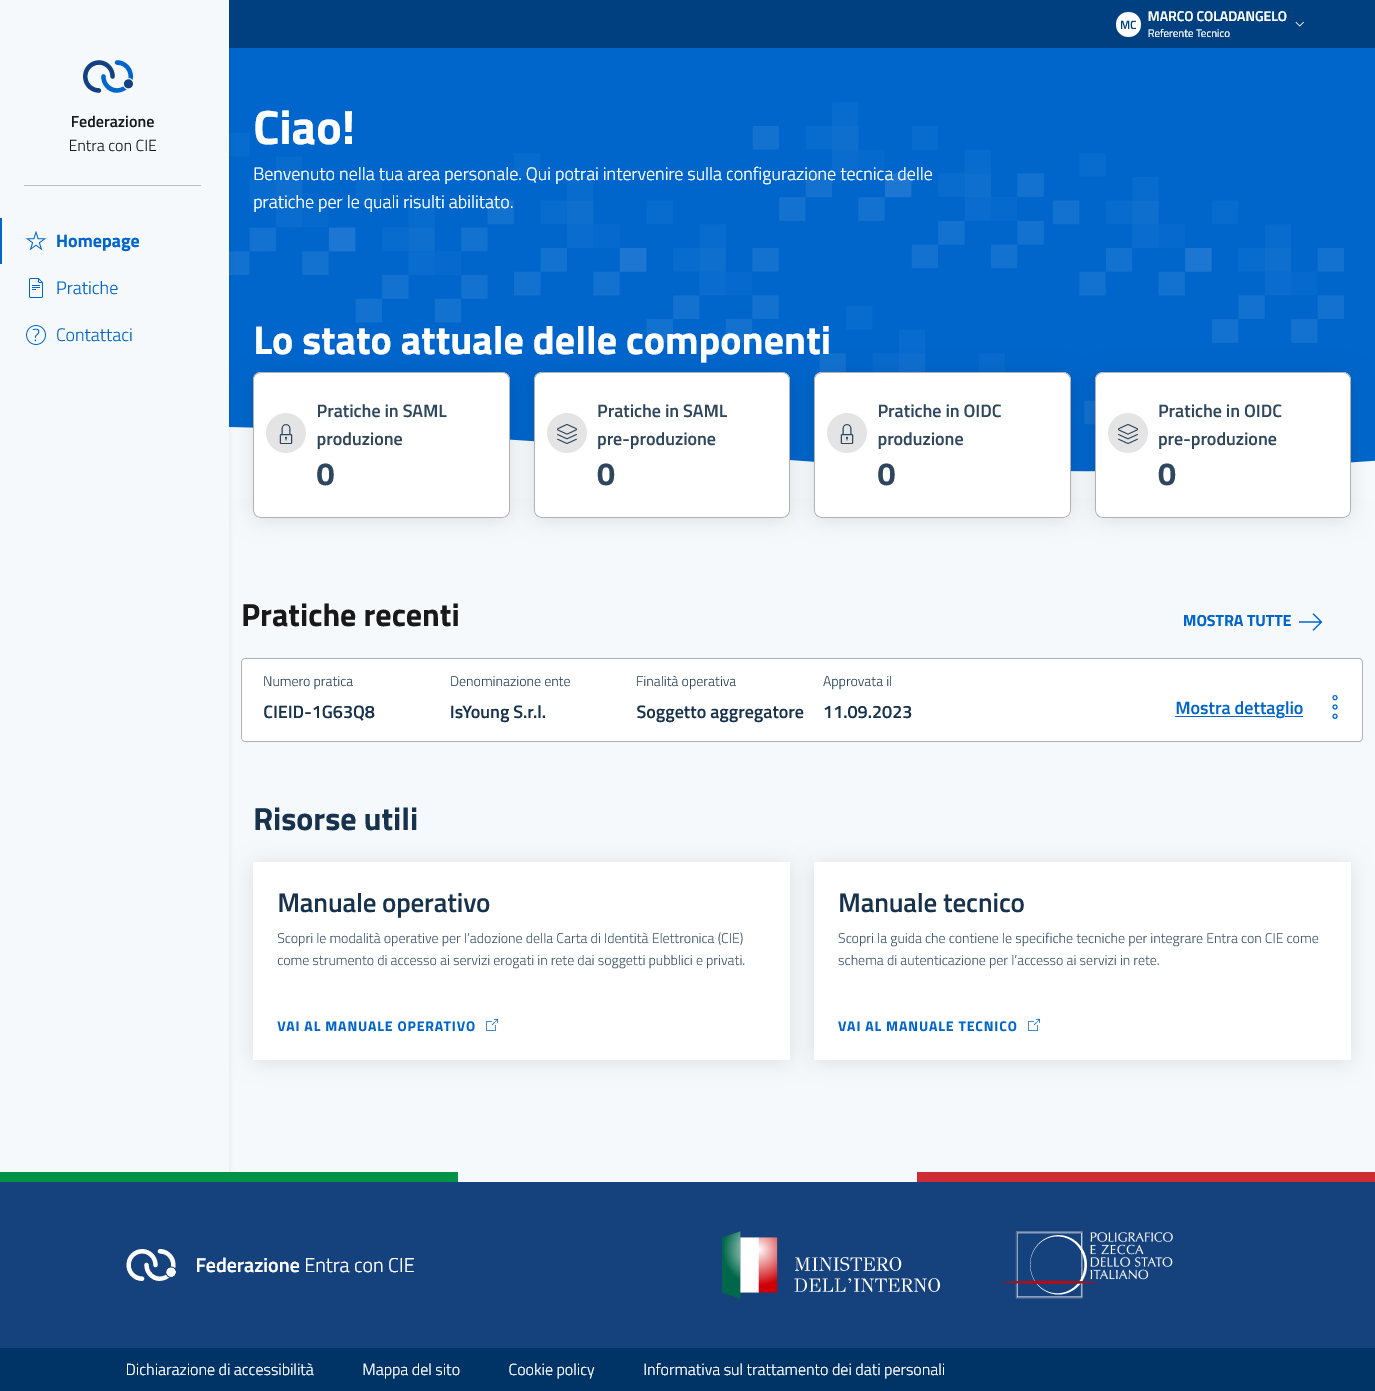 MC
MARCO COLADANGELO
Referente Tecnico
Federazione
Entra con CIE
Homepage
Pratiche
Contattaci
Ciao!
Benvenuto nella tua area personale. Qui potrai intervenire sulla configurazione tecnica delle
pratiche per le quali risulti abilitato.
Lo stato attuale delle componenti
Pratiche in SAML
produzione
0
Pratiche in SAML
pre-produzione
0
Pratiche in OIDC
produzione
0
Pratiche in OIDC
pre-produzione
0
Pratiche recenti
MOSTRA TUTTE
Numero pratica
CIEID-1G63Q8
Denominazione ente
IsYoung S.r.l.
Finalità operativa
Soggetto aggregatore
Approvata il
11.09.2023
Mostra dettaglio
Risorse utili
Manuale operativo
Scopri le modalità operative per l'adozione della Carta di Identità Elettronica (CIE)
come strumento di accesso ai servizi erogati in rete dai soggetti pubblici e privati.
VAI AL MANUALE OPERATIVO
Manuale tecnico
Scopri la guida che contiene le specifiche tecniche per integrare Entra con CIE come
schema di autenticazione per l'accesso ai servizi in rete.
VAI AL MANUALE TECNICO
Federazione Entra con CIE
MINISTERO
DELL'INTERNO
POLIGRAFICO
E ZECCA
DELLO STATO
ITALIANO
Dichiarazione di accessibilità
Mappa del sito
Cookie policy
Informativa sul trattamento dei dati personali